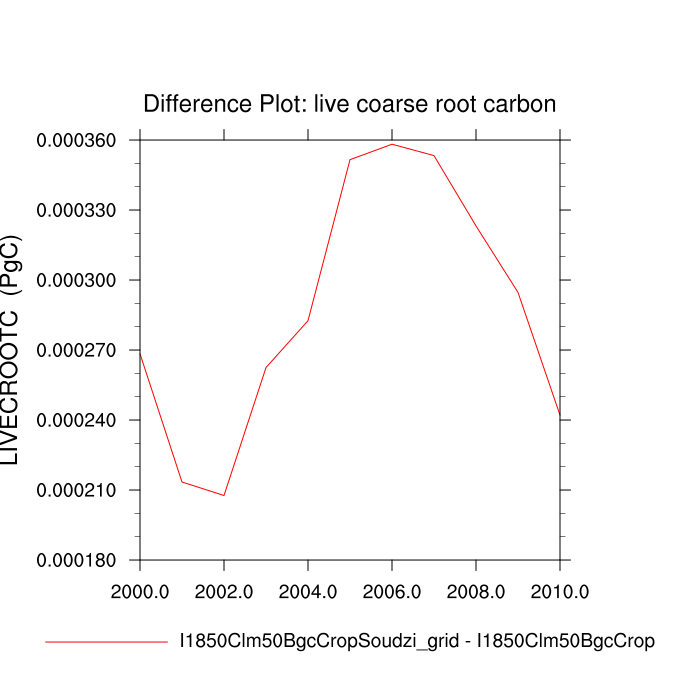 Difference Plot: live coarse root carbon
0.000360
0.000330
0.000300
0.000270
0.000240
0.000210
0.000180
LIVECROOTC (PgC)
2000.0 2002.0 2004.0 2006.0 2008.0 2010.0
I1850Clm50BgcCropSoudzi_grid - I1850Clm50BgcCrop